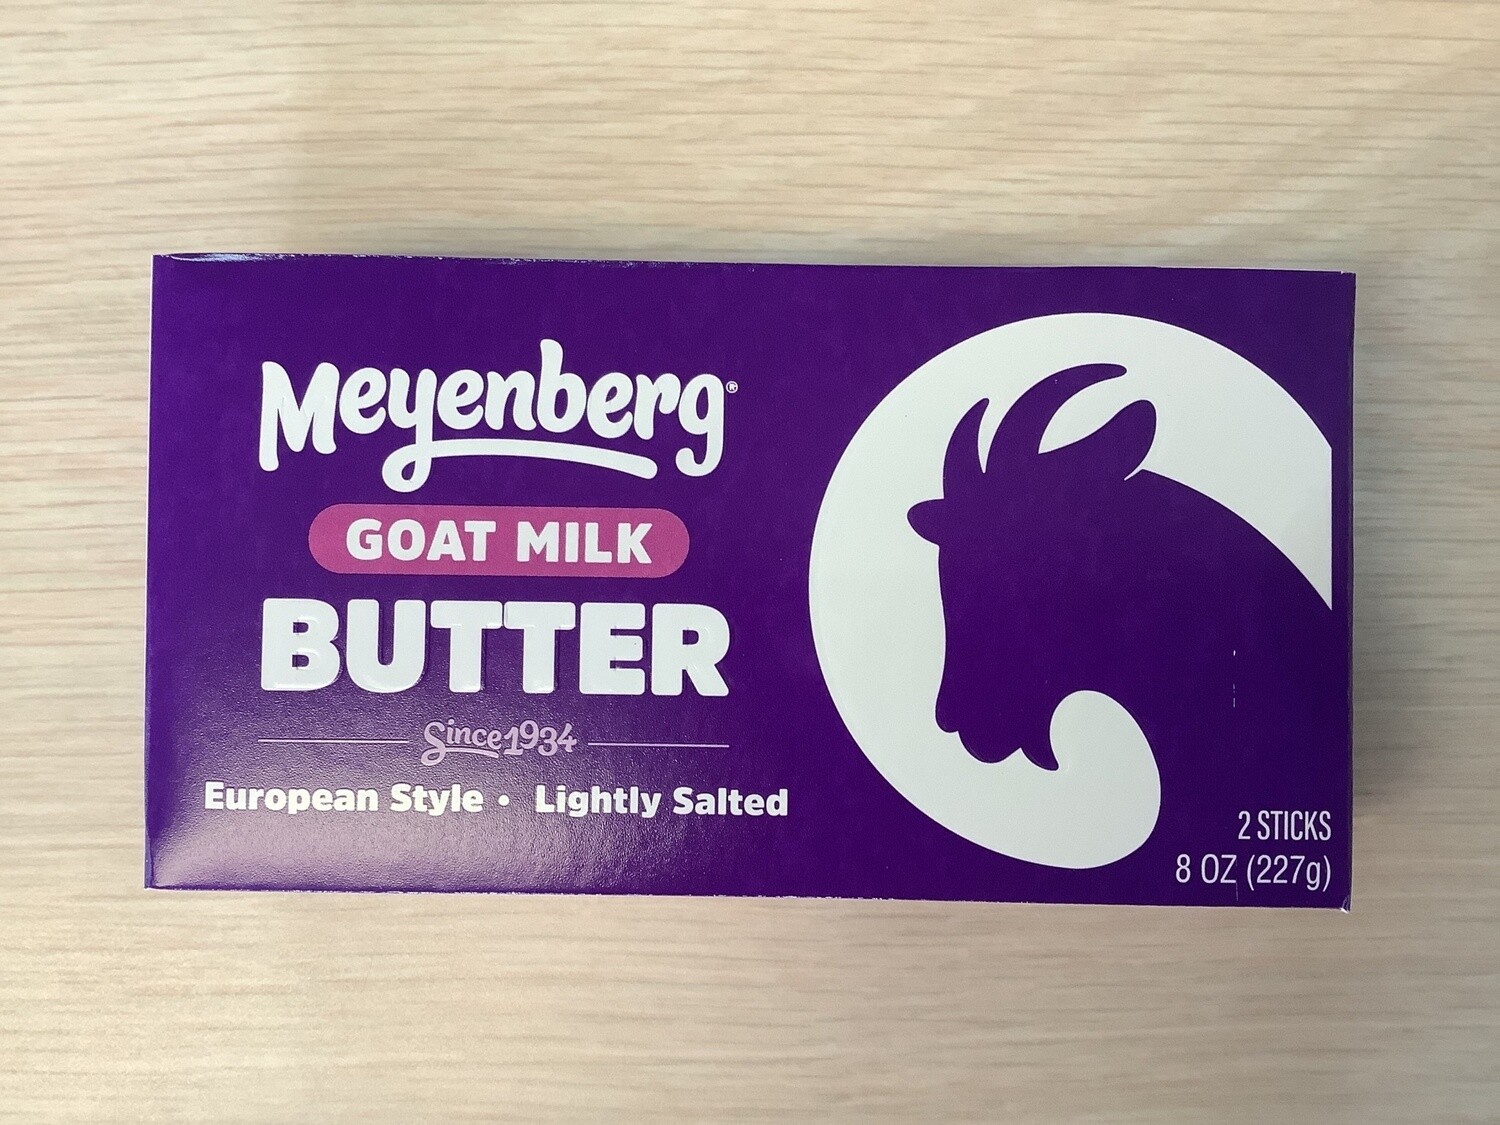 Meyenberg®
GOAT MILK
BUTTER
Since 1934
European Style • Lightly Salted
2 STICKS
8 OZ (227g)